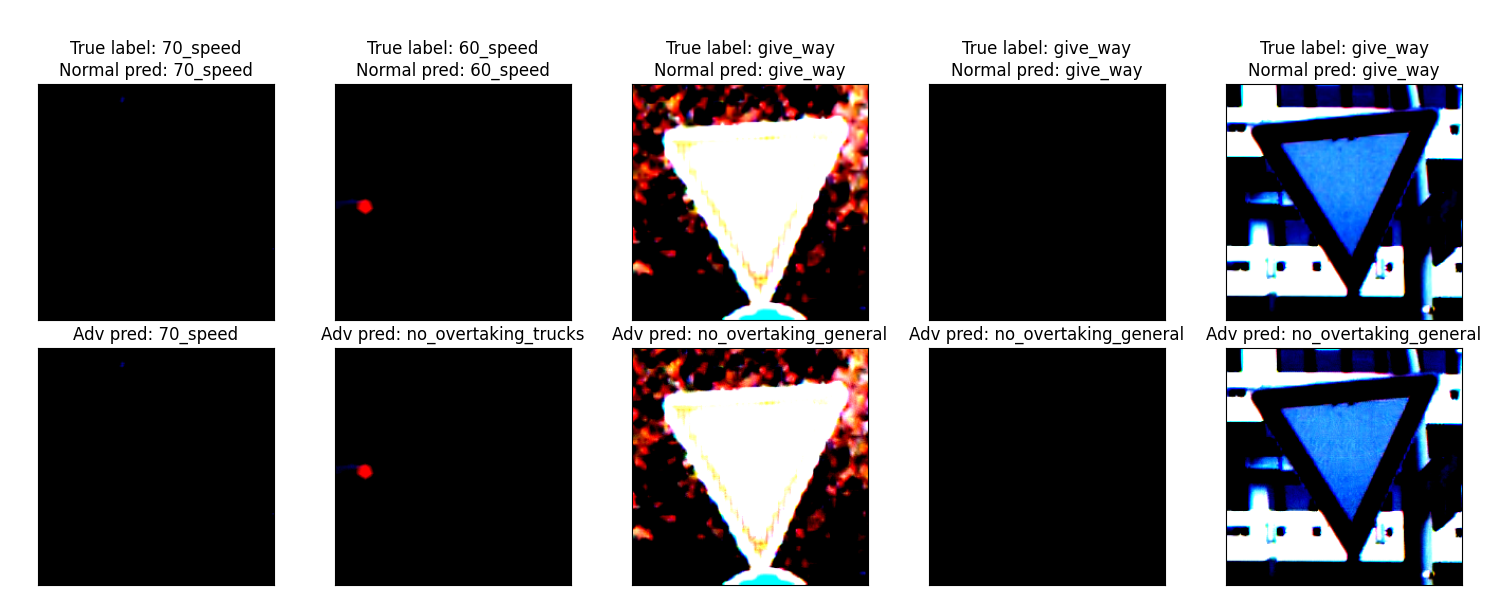 True label: 70_speed
Normal pred: 70_speed
True label: 60_speed
Normal pred: 60_speed
True label: give_way
Normal pred: give_way
True label: give_way
Normal pred: give_way
True label: give_way
Normal pred: give_way
Adv pred: 70_speed
Adv pred: no_overtaking_trucks
Adv pred: no_overtaking_general
Adv pred: no_overtaking_general
Adv pred: no_overtaking_general